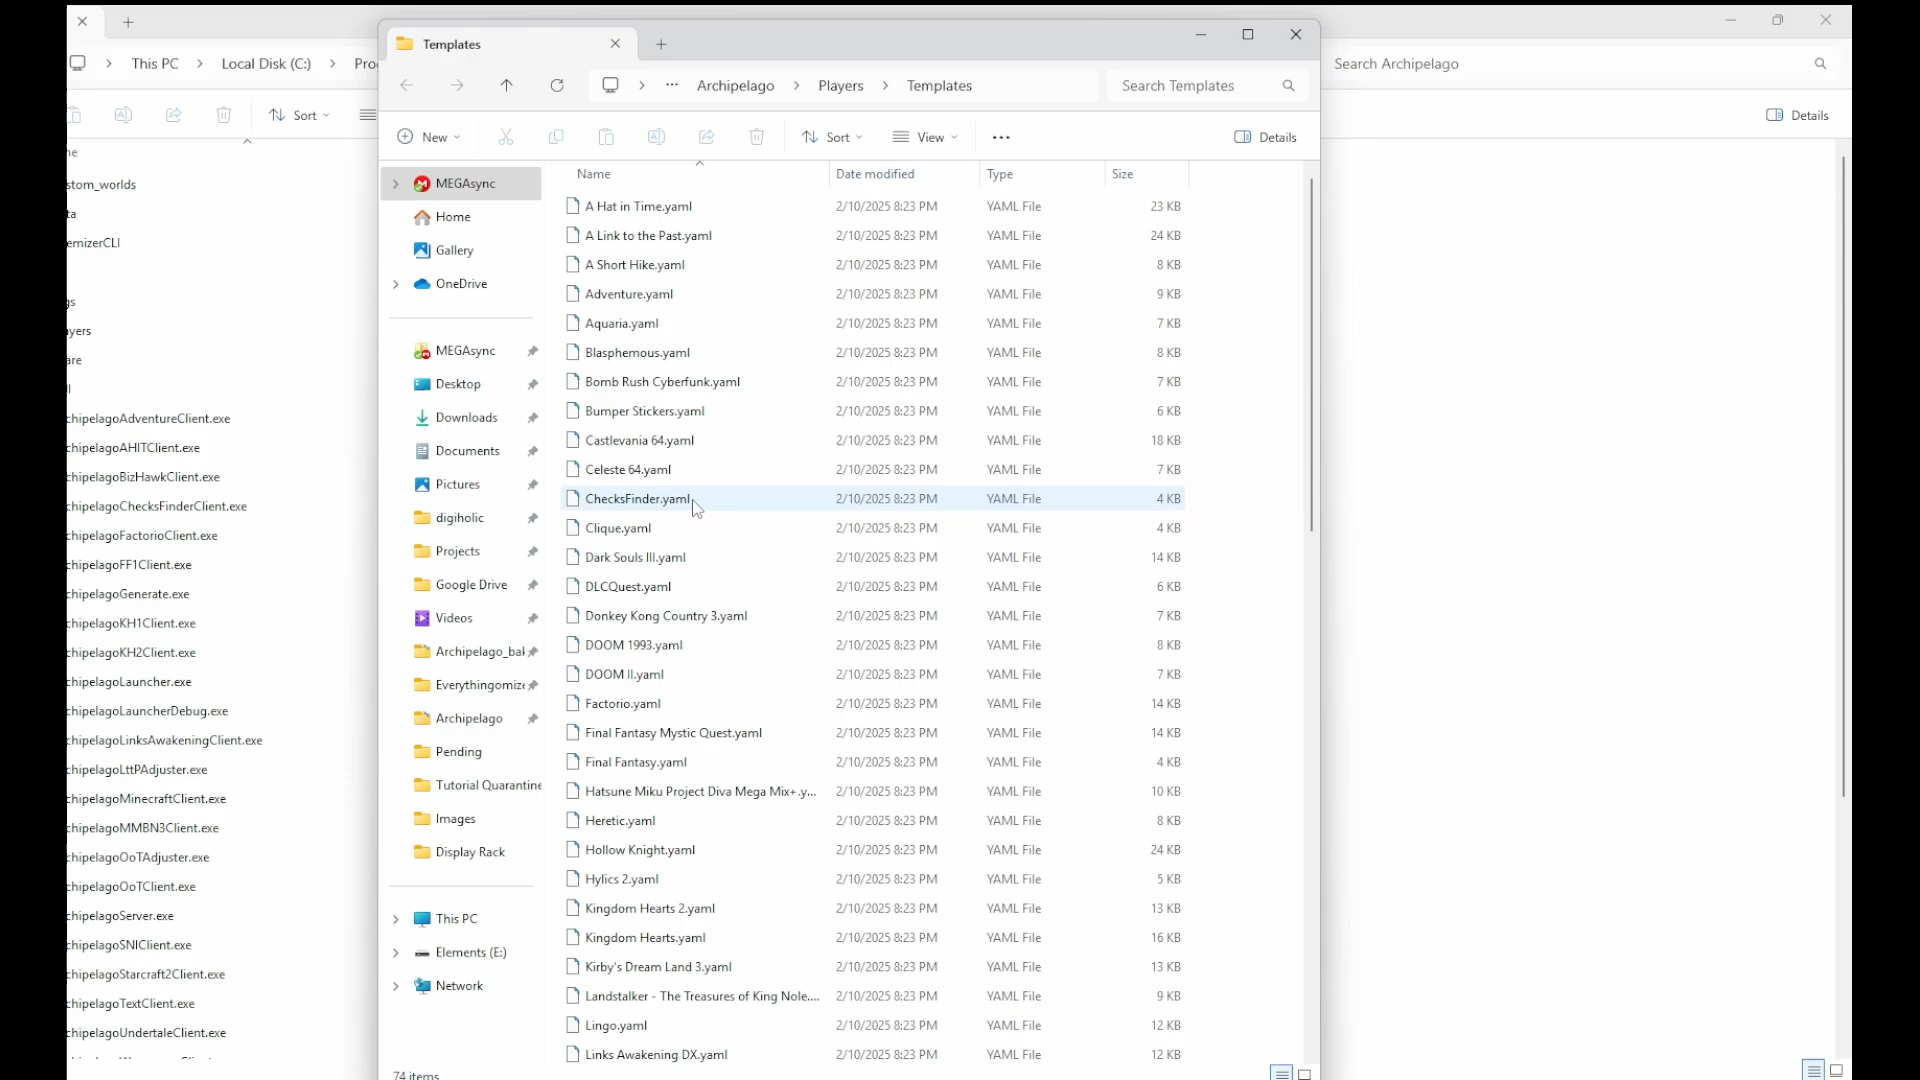 This PC > Local Disk (C:) >
Sort
stom_worlds
emizerCLI
chipelagoAdventureClient.exe
chipelagoAHITClient.exe
chipelagoBizHawkClient.exe
chipelagoChecksFinderClient.exe
chipelagoFactorioClient.exe
chipelagoFF1Client.exe
chipelagoGenerate.exe
chipelagoKH1Client.exe
chipelagoKH2Client.exe
chipelagoLauncher.exe
chipelagoLauncherDebug.exe
chipelagoLinksAwakeningClient.exe
chipelagoLttPAdjuster.exe
chipelagoMinecraftClient.exe
chipelagoMMBN3Client.exe
chipelagoOoTAdjuster.exe
chipelagoOoTClient.exe
chipelagoServer.exe
chipelagoSNIClient.exe
chipelagoStarcraft2Client.exe
chipelagoTextClient.exe
chipelagoUndertaleClient.exe
Templates
Archipelago > Players > Templates
Search Templates
New
Sort
View
Details
MEGAsync
Home
Gallery
OneDrive
MEGAsync
Desktop
Downloads
Documents
Pictures
digiholic
Projects
Google Drive
Videos
Archipelago_bak
Everythingomize
Archipelago
Pending
Tutorial Quarantine
Images
Display Rack
This PC
Elements (E:)
Network
74 items
Name Date modified Type Size
A Hat in Time.yaml 2/10/2025 8:23 PM YAML File 23 KB
A Link to the Past.yaml 2/10/2025 8:23 PM YAML File 24 KB
A Short Hike.yaml 2/10/2025 8:23 PM YAML File 8 KB
Adventure.yaml 2/10/2025 8:23 PM YAML File 9 KB
Aquaria.yaml 2/10/2025 8:23 PM YAML File 7 KB
Blasphemous.yaml 2/10/2025 8:23 PM YAML File 8 KB
Bomb Rush Cyberfunk.yaml 2/10/2025 8:23 PM YAML File 7 KB
Bumper Stickers.yaml 2/10/2025 8:23 PM YAML File 6 KB
Castlevania 64.yaml 2/10/2025 8:23 PM YAML File 18 KB
Celeste 64.yaml 2/10/2025 8:23 PM YAML File 7 KB
ChecksFinder.yaml 2/10/2025 8:23 PM YAML File 4 KB
Clique.yaml 2/10/2025 8:23 PM YAML File 4 KB
Dark Souls III.yaml 2/10/2025 8:23 PM YAML File 14 KB
DLCQuest.yaml 2/10/2025 8:23 PM YAML File 6 KB
Donkey Kong Country 3.yaml 2/10/2025 8:23 PM YAML File 7 KB
DOOM 1993.yaml 2/10/2025 8:23 PM YAML File 8 KB
DOOM II.yaml 2/10/2025 8:23 PM YAML File 7 KB
Factorio.yaml 2/10/2025 8:23 PM YAML File 14 KB
Final Fantasy Mystic Quest.yaml 2/10/2025 8:23 PM YAML File 14 KB
Final Fantasy.yaml 2/10/2025 8:23 PM YAML File 4 KB
Hatsune Miku Project Diva Mega Mix+.y... 2/10/2025 8:23 PM YAML File 10 KB
Heretic.yaml 2/10/2025 8:23 PM YAML File 8 KB
Hollow Knight.yaml 2/10/2025 8:23 PM YAML File 24 KB
Hylics 2.yaml 2/10/2025 8:23 PM YAML File 5 KB
Kingdom Hearts 2.yaml 2/10/2025 8:23 PM YAML File 13 KB
Kingdom Hearts.yaml 2/10/2025 8:23 PM YAML File 16 KB
Kirby's Dream Land 3.yaml 2/10/2025 8:23 PM YAML File 13 KB
Landstalker - The Treasures of King Nole.... 2/10/2025 8:23 PM YAML File 9 KB
Lingo.yaml 2/10/2025 8:23 PM YAML File 12 KB
Links Awakening DX.yaml 2/10/2025 8:23 PM YAML File 12 KB
Search Archipelago
Details